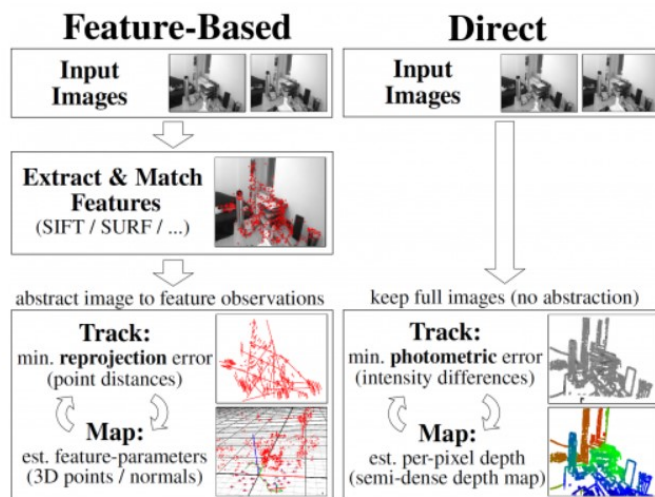 Feature-Based
Input
Images
Extract & Match
Features
(SIFT / SURF / ...)
abstract image to feature observations
Track:
min. reprojection error
(point distances)
Map:
est. feature-parameters
(3D points / normals)
Direct
Input
Images
keep full images (no abstraction)
Track:
min. photometric error
(intensity differences)
Map:
est. per-pixel depth
(semi-dense depth map)